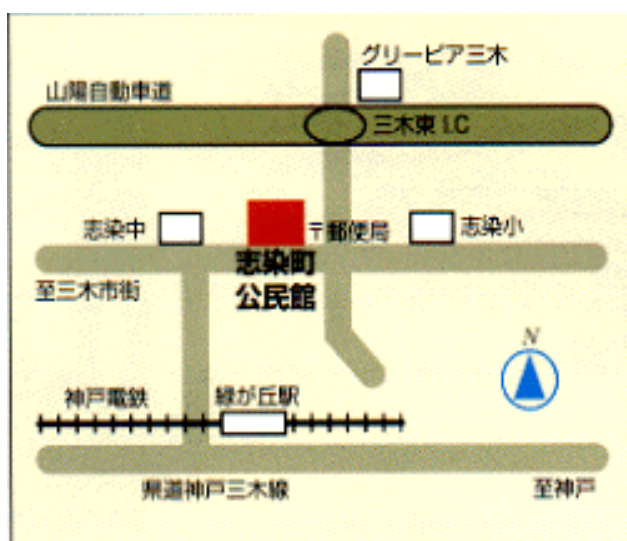 グリーピア三木
山陽自動車道
三木東 I.C
志染中
〒郵便局
志染小
志染町
公民館
至三木市街
N
神戸電鉄
緑が丘駅
県道神戸三木線
至神戸